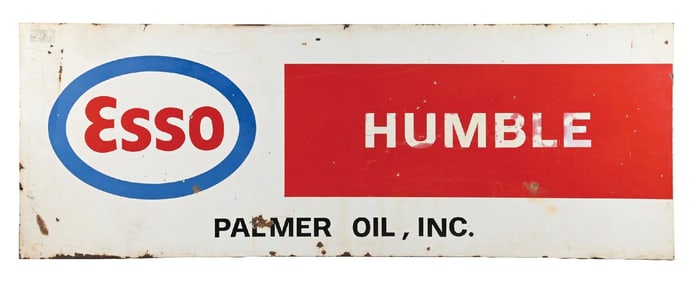 Esso
HUMBLE
PALMER OIL, INC.